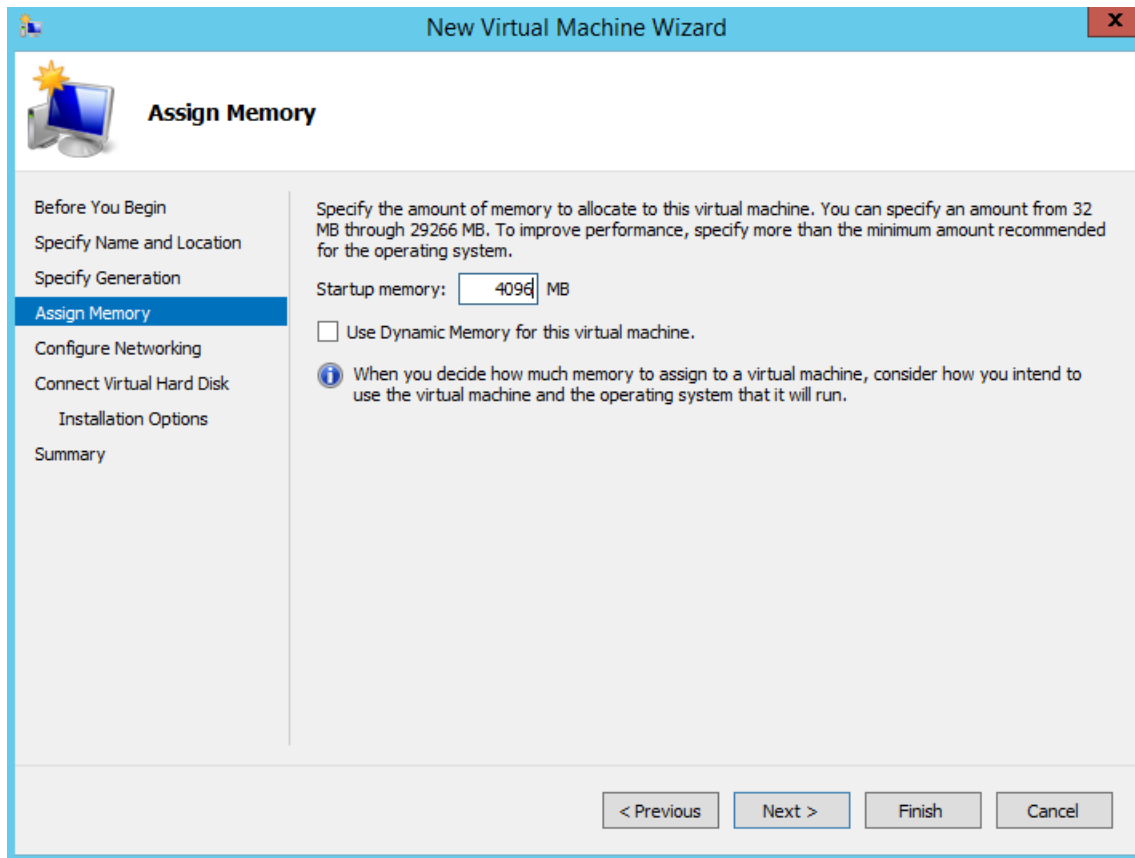 New Virtual Machine Wizard
x
Assign Memory
Before You Begin
Specify Name and Location
Specify Generation
Assign Memory
Configure Networking
Connect Virtual Hard Disk
Installation Options
Summary
Specify the amount of memory to allocate to this virtual machine. You can specify an amount from 32
MB through 29266 MB. To improve performance, specify more than the minimum amount recommended
for the operating system.
Startup memory: 4096 MB
Use Dynamic Memory for this virtual machine.
When you decide how much memory to assign to a virtual machine, consider how you intend to
use the virtual machine and the operating system that it will run.
< Previous Next > Finish Cancel